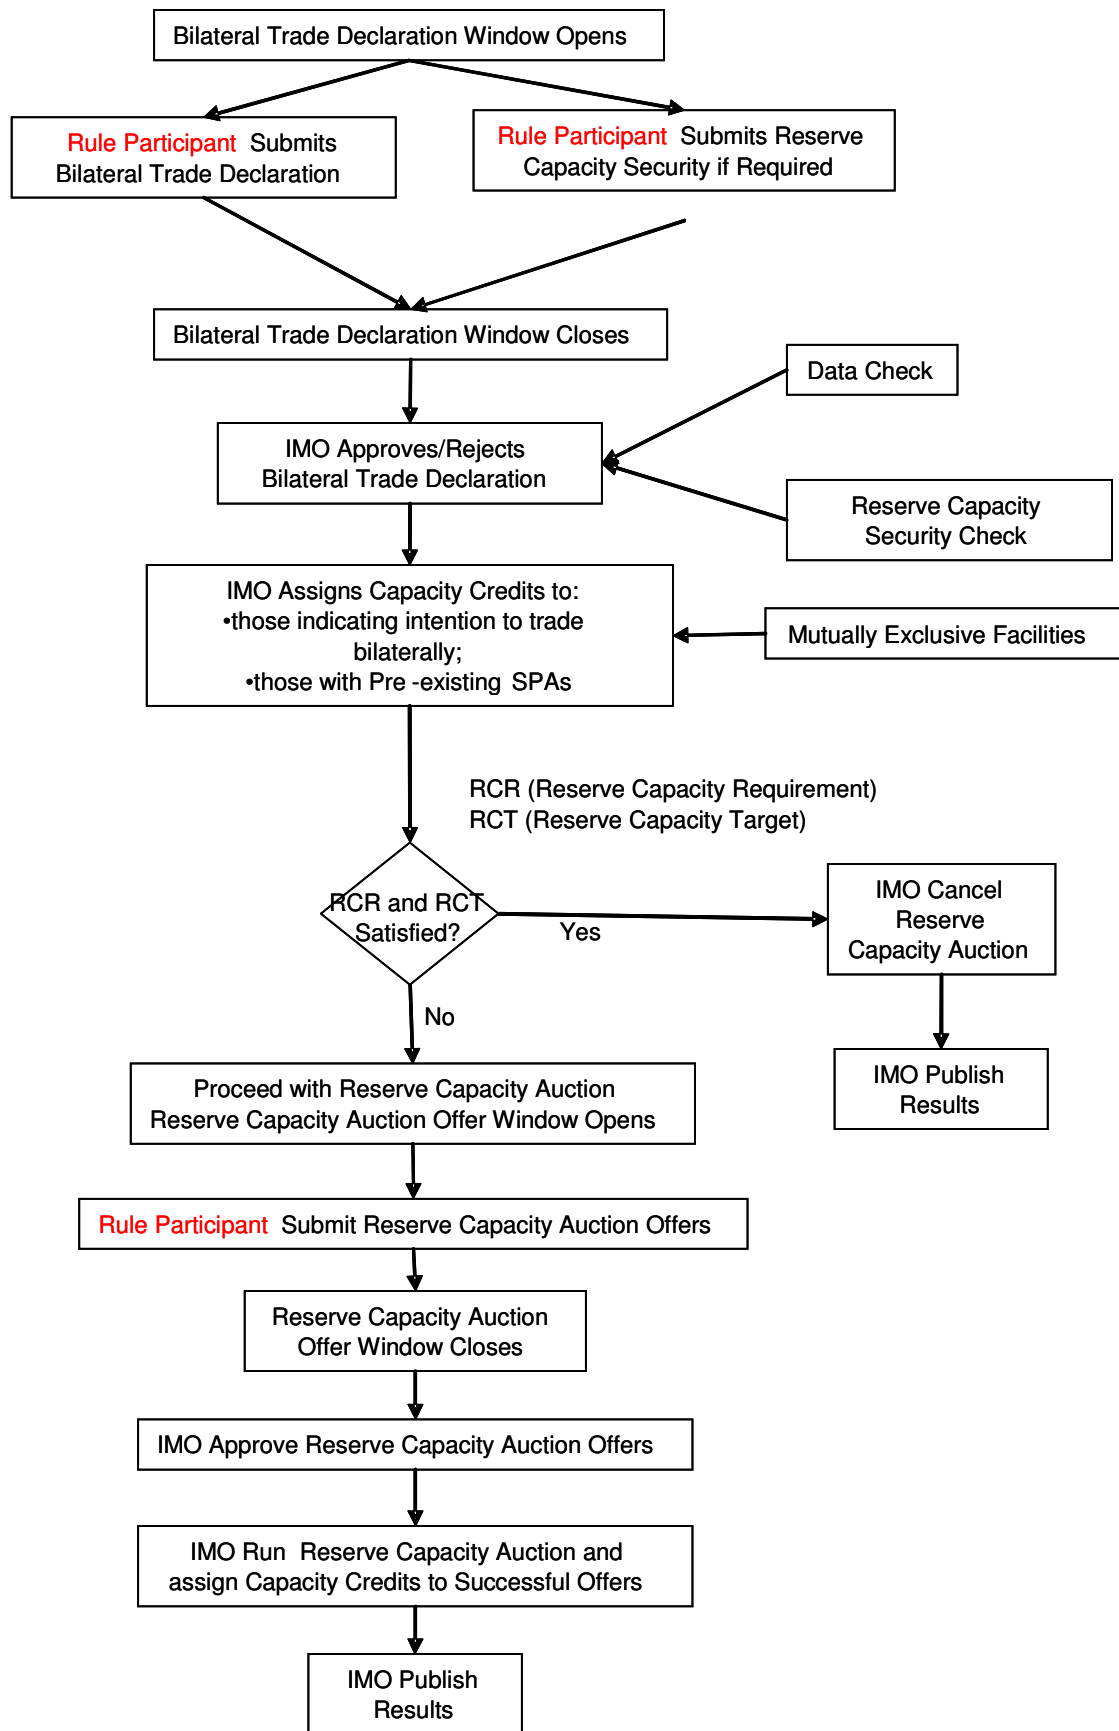 Bilateral Trade Declaration Window Opens
Rule Participant Submits
Bilateral Trade Declaration
Rule Participant Submits Reserve
Capacity Security if Required
Bilateral Trade Declaration Window Closes
Data Check
IMO Approves/Rejects
Bilateral Trade Declaration
Reserve Capacity
Security Check
IMO Assigns Capacity Credits to:
•those indicating intention to trade
bilaterally;
•those with Pre -existing SPAs
Mutually Exclusive Facilities
RCR (Reserve Capacity Requirement)
RCT (Reserve Capacity Target)
RCR and RCT
Satisfied?
Yes
IMO Cancel
Reserve
Capacity Auction
No
IMO Publish
Results
Proceed with Reserve Capacity Auction
Reserve Capacity Auction Offer Window Opens
Rule Participant Submit Reserve Capacity Auction Offers
Reserve Capacity Auction
Offer Window Closes
IMO Approve Reserve Capacity Auction Offers
IMO Run Reserve Capacity Auction and
assign Capacity Credits to Successful Offers
IMO Publish
Results